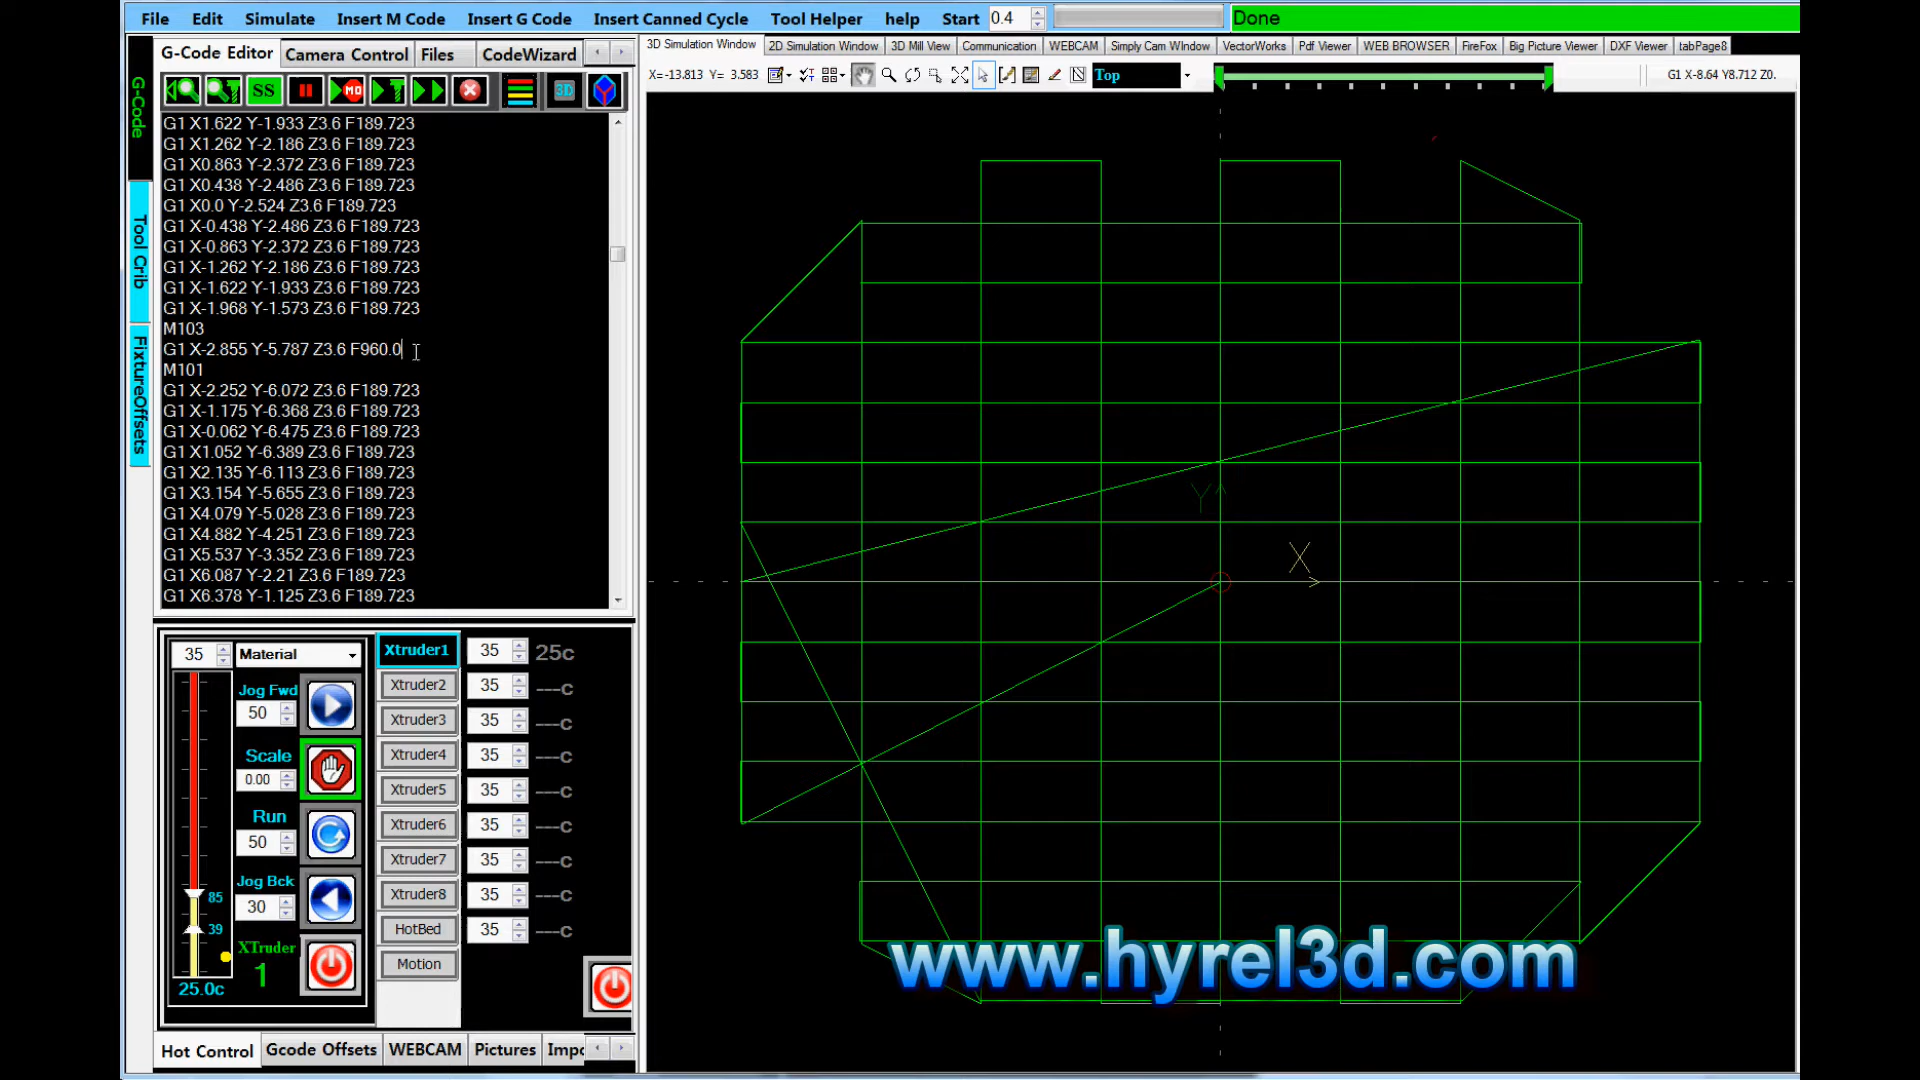 File Edit Simulate Insert M Code Insert G Code Insert Canned Cycle Tool Helper help Start 0.4 Done
G-Code Editor Camera Control Files CodeWizard
3D Simulation Window 2D Simulation Window 3D Mill View Communication WEBCAM Simply Cam WIndow VectorWorks Pdf Viewer WEB BROWSER FireFox Big Picture Viewer DXF Viewer tabPage8
X=-13.813 Y= 3.583 Top G1 X-8.64 Y8.712 Z0.
SS MO 3D
G-Code
Tool Crib
FixtureOffsets
G1 X1.622 Y-1.933 Z3.6 F189.723
G1 X1.262 Y-2.186 Z3.6 F189.723
G1 X0.863 Y-2.372 Z3.6 F189.723
G1 X0.438 Y-2.486 Z3.6 F189.723
G1 X0.0 Y-2.524 Z3.6 F189.723
G1 X-0.438 Y-2.486 Z3.6 F189.723
G1 X-0.863 Y-2.372 Z3.6 F189.723
G1 X-1.262 Y-2.186 Z3.6 F189.723
G1 X-1.622 Y-1.933 Z3.6 F189.723
G1 X-1.968 Y-1.573 Z3.6 F189.723
M103
G1 X-2.855 Y-5.787 Z3.6 F960.0
M101
G1 X-2.252 Y-6.072 Z3.6 F189.723
G1 X-1.175 Y-6.368 Z3.6 F189.723
G1 X-0.062 Y-6.475 Z3.6 F189.723
G1 X1.052 Y-6.389 Z3.6 F189.723
G1 X2.135 Y-6.113 Z3.6 F189.723
G1 X3.154 Y-5.655 Z3.6 F189.723
G1 X4.079 Y-5.028 Z3.6 F189.723
G1 X4.882 Y-4.251 Z3.6 F189.723
G1 X5.537 Y-3.352 Z3.6 F189.723
G1 X6.087 Y-2.21 Z3.6 F189.723
G1 X6.378 Y-1.125 Z3.6 F189.723
Y
X
35 Material
Jog Fwd
50
Scale
0.00
Run
50
Jog Bck
30
85
39
XTruder
1
25.0c
Xtruder1 35 25c
Xtruder2 35 ---c
Xtruder3 35 ---c
Xtruder4 35 ---c
Xtruder5 35 ---c
Xtruder6 35 ---c
Xtruder7 35 ---c
Xtruder8 35 ---c
HotBed 35 ---c
Motion
www.hyrel3d.com
Hot Control Gcode Offsets WEBCAM Pictures Impo